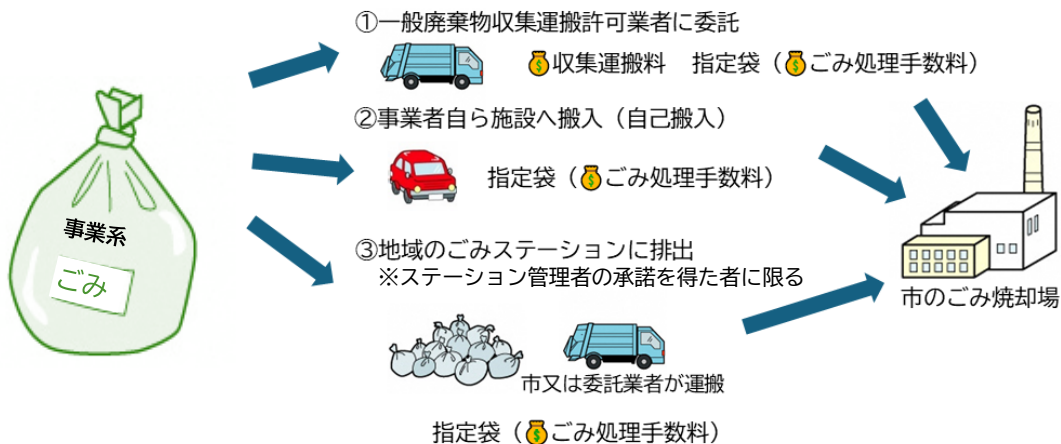 ①一般廃棄物収集運搬許可業者に委託
収集運搬料 指定袋（ごみ処理手数料）
②事業者自ら施設へ搬入（自己搬入）
指定袋（ごみ処理手数料）
事業系
ごみ
③地域のごみステーションに排出
※ステーション管理者の承諾を得た者に限る
市のごみ焼却場
市又は委託業者が運搬
指定袋（ごみ処理手数料）